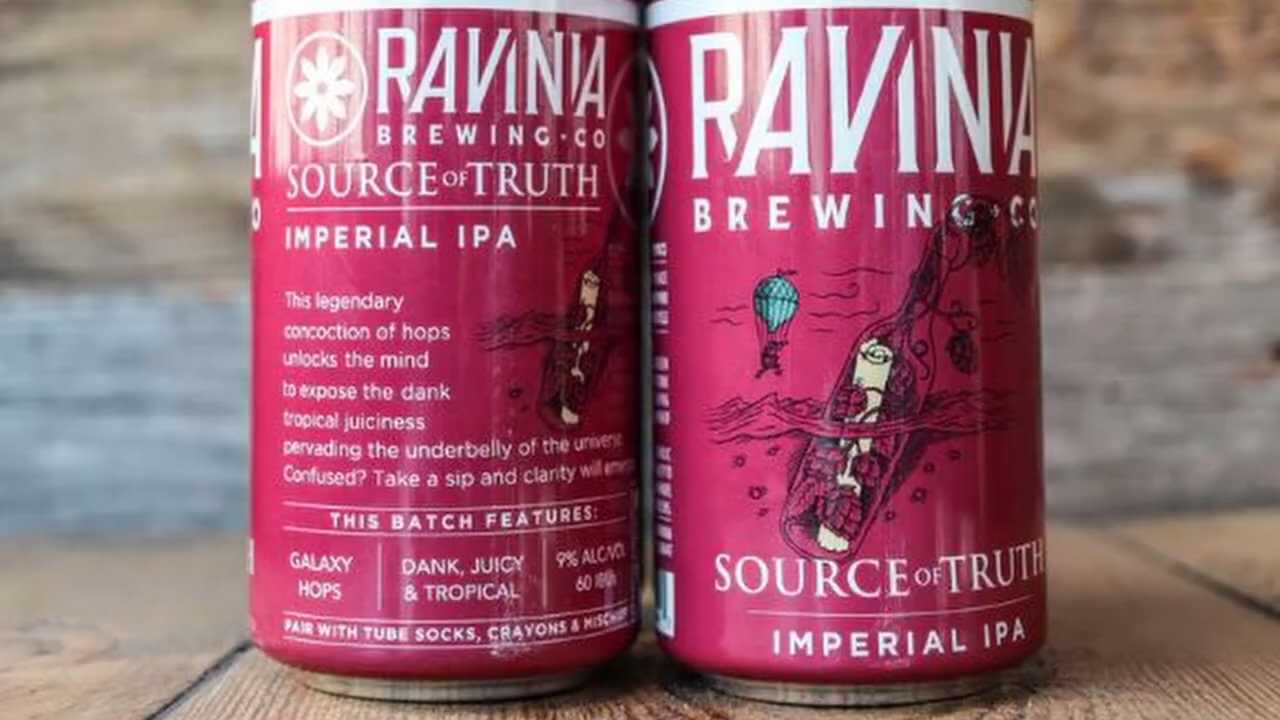 RAVINIA
BREWING·CO
SOURCE OF TRUTH
IMPERIAL IPA
This legendary
concoction of hops
unlocks the mind
to expose the dank
tropical juiciness
pervading the underbelly of the universe
Confused? Take a sip and clarity will
THIS BATCH FEATURES:
GALAXY
HOPS
DANK, JUICY
& TROPICAL
9% ALC/VOL
60 IBUs
PAIR WITH TUBE SOCKS, CRAYONS & MISCHIEF
RAVINIA
BREWING·CO
SOURCE OF TRUTH
IMPERIAL IPA